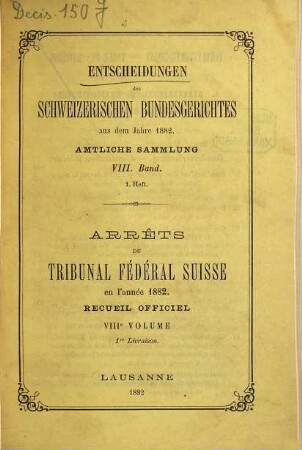 Decis. 150 7
ENTSCHEIDUNGEN
des
SCHWEIZERISCHEN BUNDESGERICHTES
aus dem Jahre 1882.
AMTLICHE SAMMLUNG
VIII. Band.
1. Heft.
ARRÊTS
DU
TRIBUNAL FÉDÉRAL SUISSE
en l'année 1882.
RECUEIL OFFICIEL
VIIIe VOLUME
1re Livraison.
LAUSANNE
1882